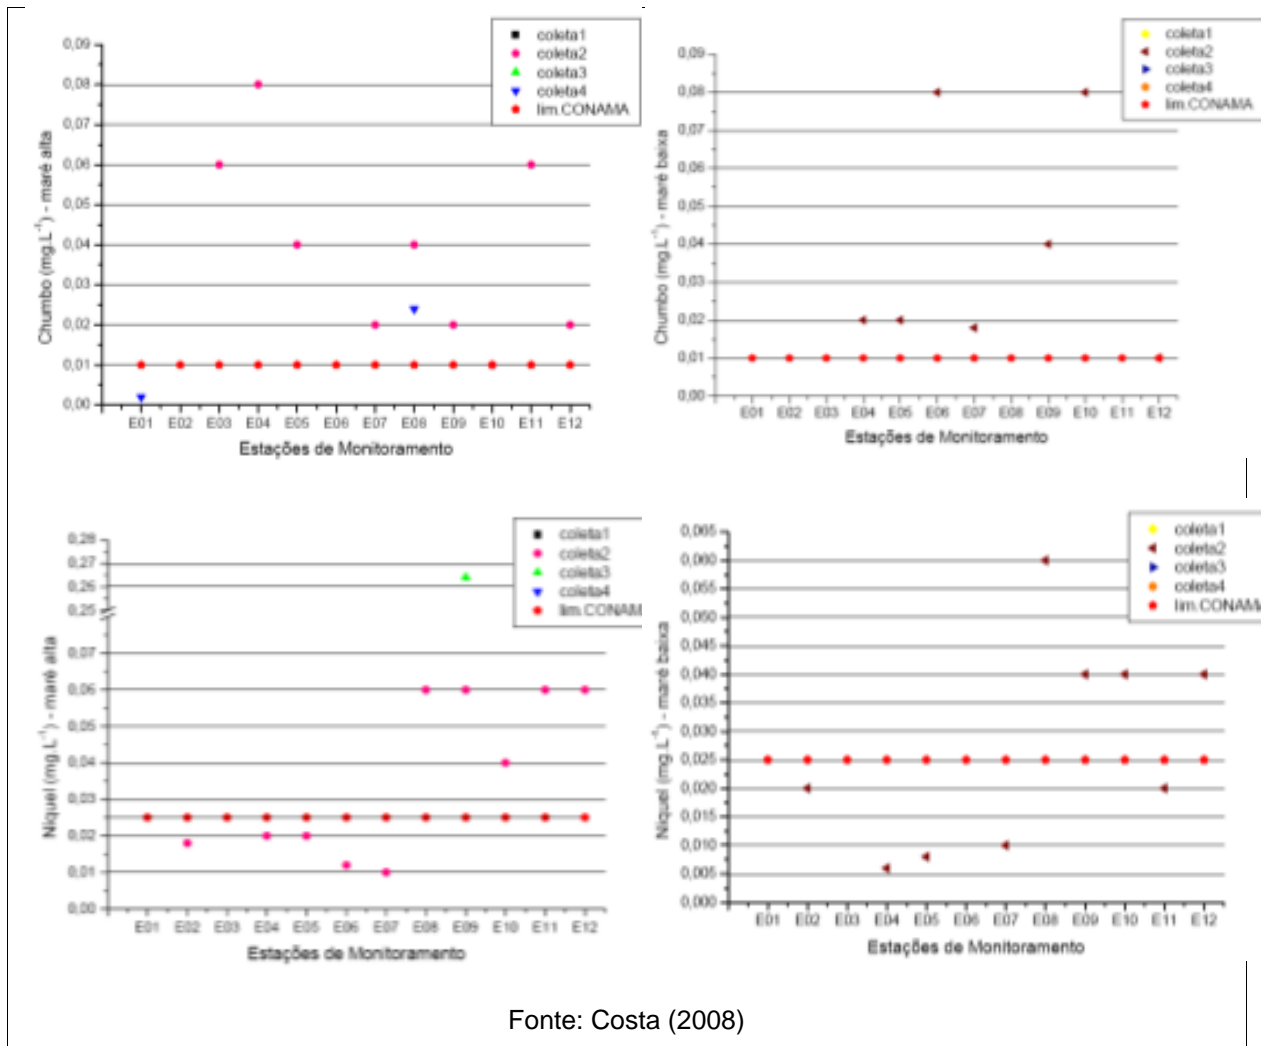 coleta1
coleta2
coleta3
coleta4
lim.CONAMA
Chumbo (mg.L⁻¹) - maré alta
0,09
0,08
0,07
0,06
0,05
0,04
0,03
0,02
0,01
0,00
E01 E02 E03 E04 E05 E06 E07 E08 E09 E10 E11 E12
Estações de Monitoramento
coleta1
coleta2
coleta3
coleta4
lim.CONAMA
Chumbo (mg.L⁻¹) - maré baixa
0,09
0,08
0,07
0,06
0,05
0,04
0,03
0,02
0,01
0,00
E01 E02 E03 E04 E05 E06 E07 E08 E09 E10 E11 E12
Estações de Monitoramento
coleta1
coleta2
coleta3
coleta4
lim.CONAMA
Níquel (mg.L⁻¹) - maré alta
0,28
0,27
0,26
0,25
0,07
0,06
0,05
0,04
0,03
0,02
0,01
0,00
E01 E02 E03 E04 E05 E06 E07 E08 E09 E10 E11 E12
Estações de Monitoramento
coleta1
coleta2
coleta3
coleta4
lim.CONAMA
Níquel (mg.L⁻¹) - maré baixa
0,065
0,060
0,055
0,050
0,045
0,040
0,035
0,030
0,025
0,020
0,015
0,010
0,005
0,000
E01 E02 E03 E04 E05 E06 E07 E08 E09 E10 E11 E12
Estações de Monitoramento
Fonte: Costa (2008)